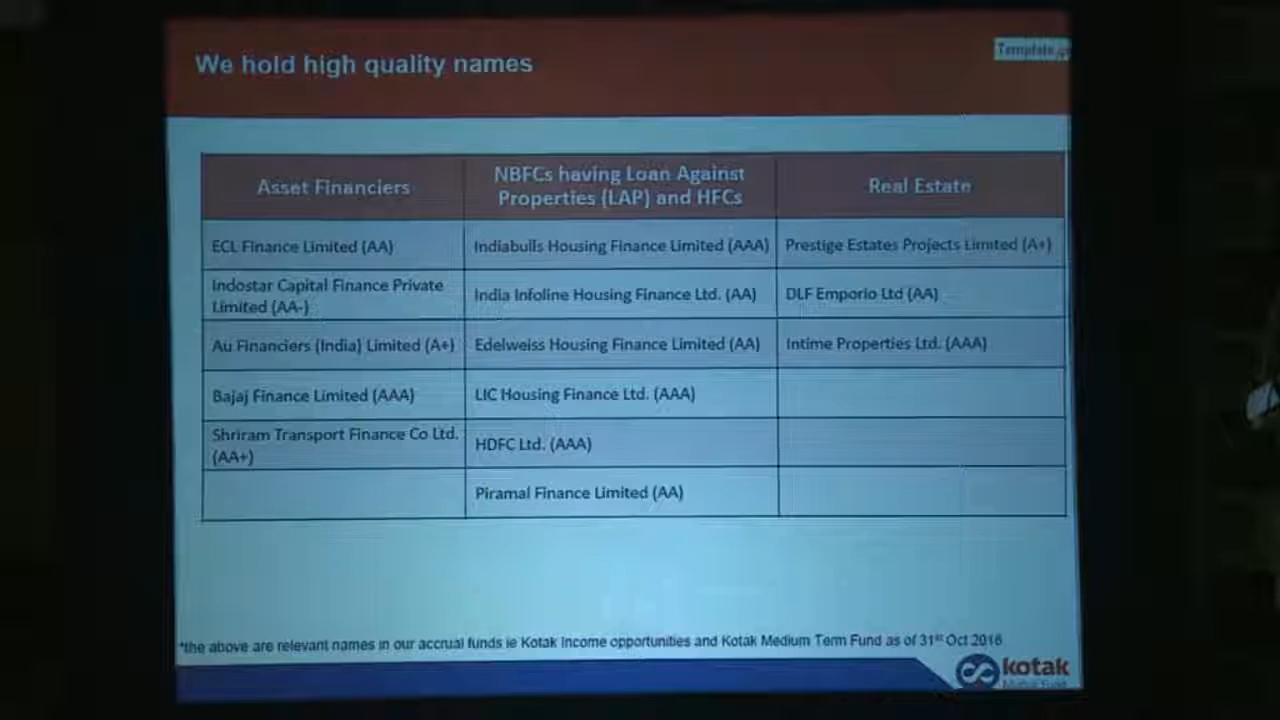 We hold high quality names
Template.
Asset Financiers
NBFCs having Loan Against
Properties (LAP) and HFCs
Real Estate
ECL Finance Limited (AA)
Indiabulls Housing Finance Limited (AAA)
Prestige Estates Projects Limited (A+)
Indostar Capital Finance Private
Limited (AA-)
India Infoline Housing Finance Ltd. (AA)
DLF Emporio Ltd (AA)
Au Financiers (India) Limited (A+)
Edelweiss Housing Finance Limited (AA)
Intime Properties Ltd. (AAA)
Bajaj Finance Limited (AAA)
LIC Housing Finance Ltd. (AAA)
Shriram Transport Finance Co Ltd.
(AA+)
HDFC Ltd. (AAA)
Piramal Finance Limited (AA)
*the above are relevant names in our accrual funds ie Kotak Income opportunities and Kotak Medium Term Fund as of 31st Oct 2016
kotak
Mutual Fund